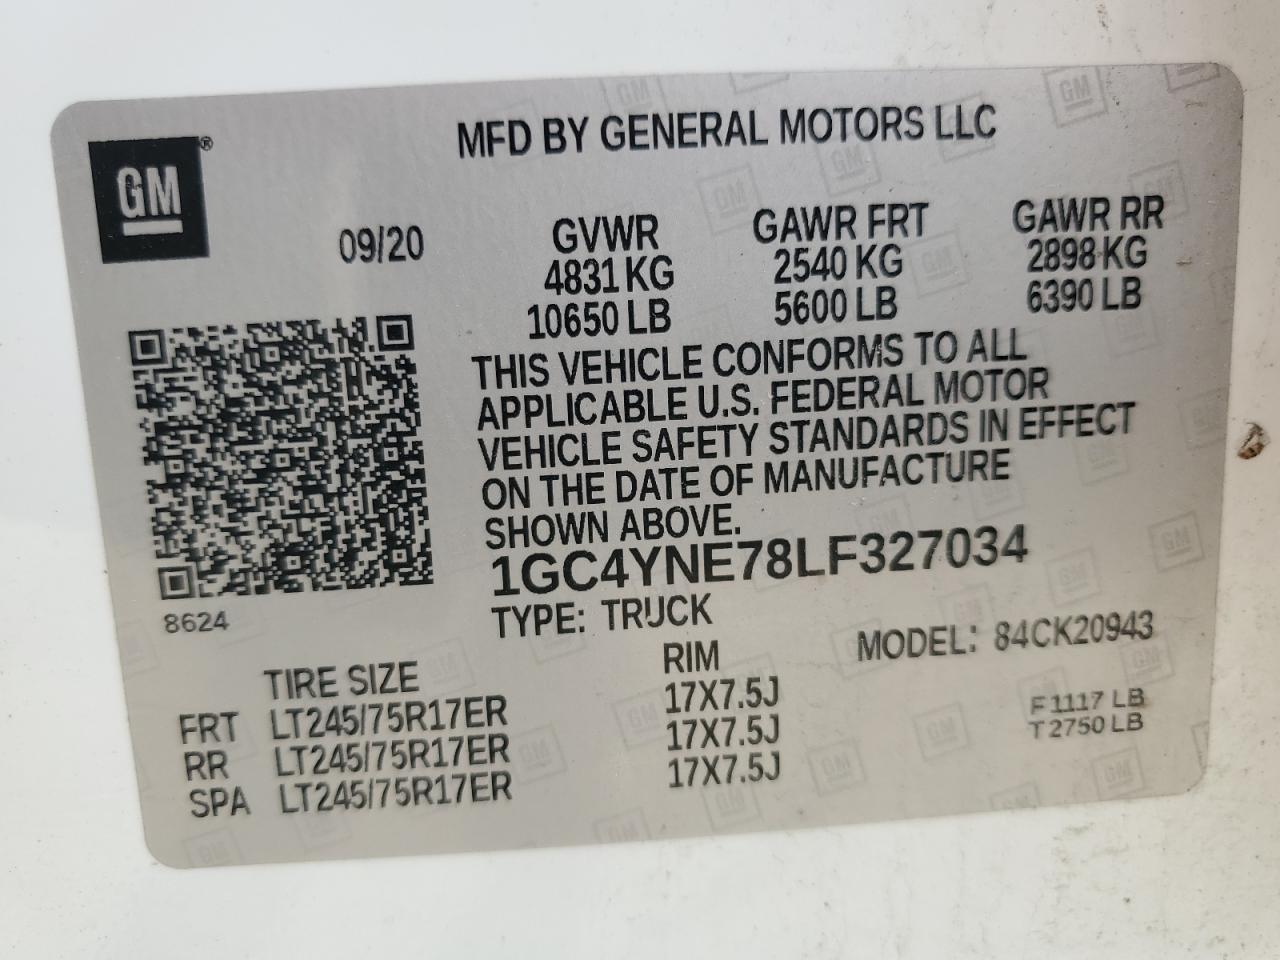 MFD BY GENERAL MOTORS LLC
GM®
09/20
GVWR
4831 KG
10650 LB
GAWR FRT
2540 KG
5600 LB
GAWR RR
2898 KG
6390 LB
THIS VEHICLE CONFORMS TO ALL
APPLICABLE U.S. FEDERAL MOTOR
VEHICLE SAFETY STANDARDS IN EFFECT
ON THE DATE OF MANUFACTURE
SHOWN ABOVE.
1GC4YNE78LF327034
TYPE: TRUCK
MODEL: 84CK20943
8624
TIRE SIZE RIM
FRT LT245/75R17ER 17X7.5J
RR LT245/75R17ER 17X7.5J
SPA LT245/75R17ER 17X7.5J
F 1117 LB
T 2750 LB